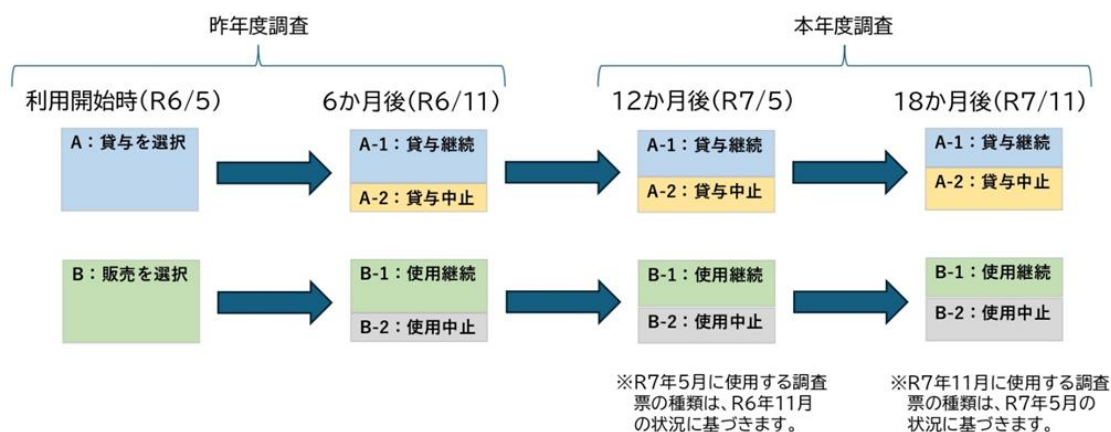 昨年度調査
本年度調査
利用開始時(R6/5)
6か月後(R6/11)
12か月後(R7/5)
18か月後(R7/11)
A：貸与を選択
A-1：貸与継続
A-2：貸与中止
A-1：貸与継続
A-2：貸与中止
A-1：貸与継続
A-2：貸与中止
B：販売を選択
B-1：使用継続
B-2：使用中止
B-1：使用継続
B-2：使用中止
B-1：使用継続
B-2：使用中止
※R7年5月に使用する調査
票の種類は、R6年11月
の状況に基づきます。
※R7年11月に使用する調査
票の種類は、R7年5月の
状況に基づきます。